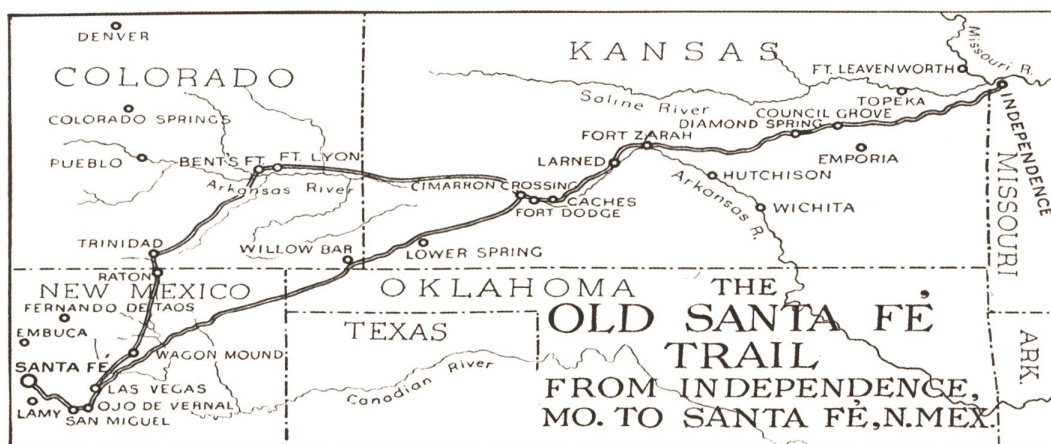 DENVER
COLORADO
KANSAS
Missouri R.
FT. LEAVENWORTH
TOPEKA
INDEPENDENCE
Saline River
COLORADO SPRINGS
COUNCIL GROVE
DIAMOND SPRING
FORT ZARAH
EMPORIA
PUEBLO
BENT'S FT.
FT. LYON
LARNED
HUTCHISON
MISSOURI
Arkansas River
CIMARRON CROSSING
CACHES
FORT DODGE
Arkansas R.
WICHITA
TRINIDAD
WILLOW BAR
LOWER SPRING
RATON
NEW MEXICO
OKLAHOMA
FERNANDO DE TAOS
EMBUCA
TEXAS
WAGON MOUND
SANTA FÉ
LAS VEGAS
Canadian River
LAMY
OJO DE VERNAL
SAN MIGUEL
ARK.
THE
OLD SANTA FÉ
TRAIL
FROM INDEPENDENCE,
MO. TO SANTA FÉ, N.MEX.